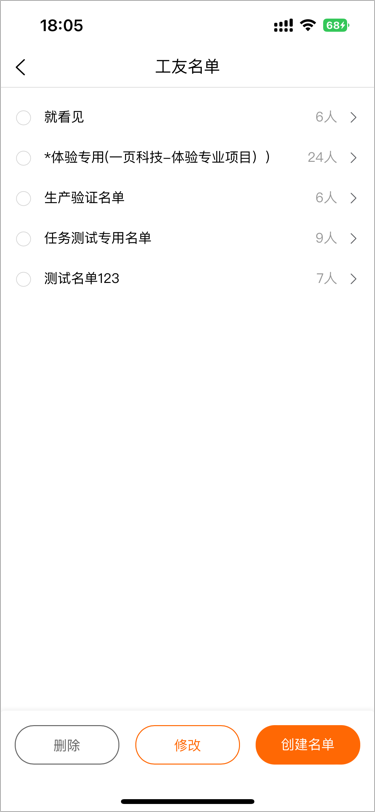 18:05
68
工友名单
就看见 6人
*体验专用(一页科技-体验专业项目）) 24人
生产验证名单 6人
任务测试专用名单 9人
测试名单123 7人
删除 修改 创建名单